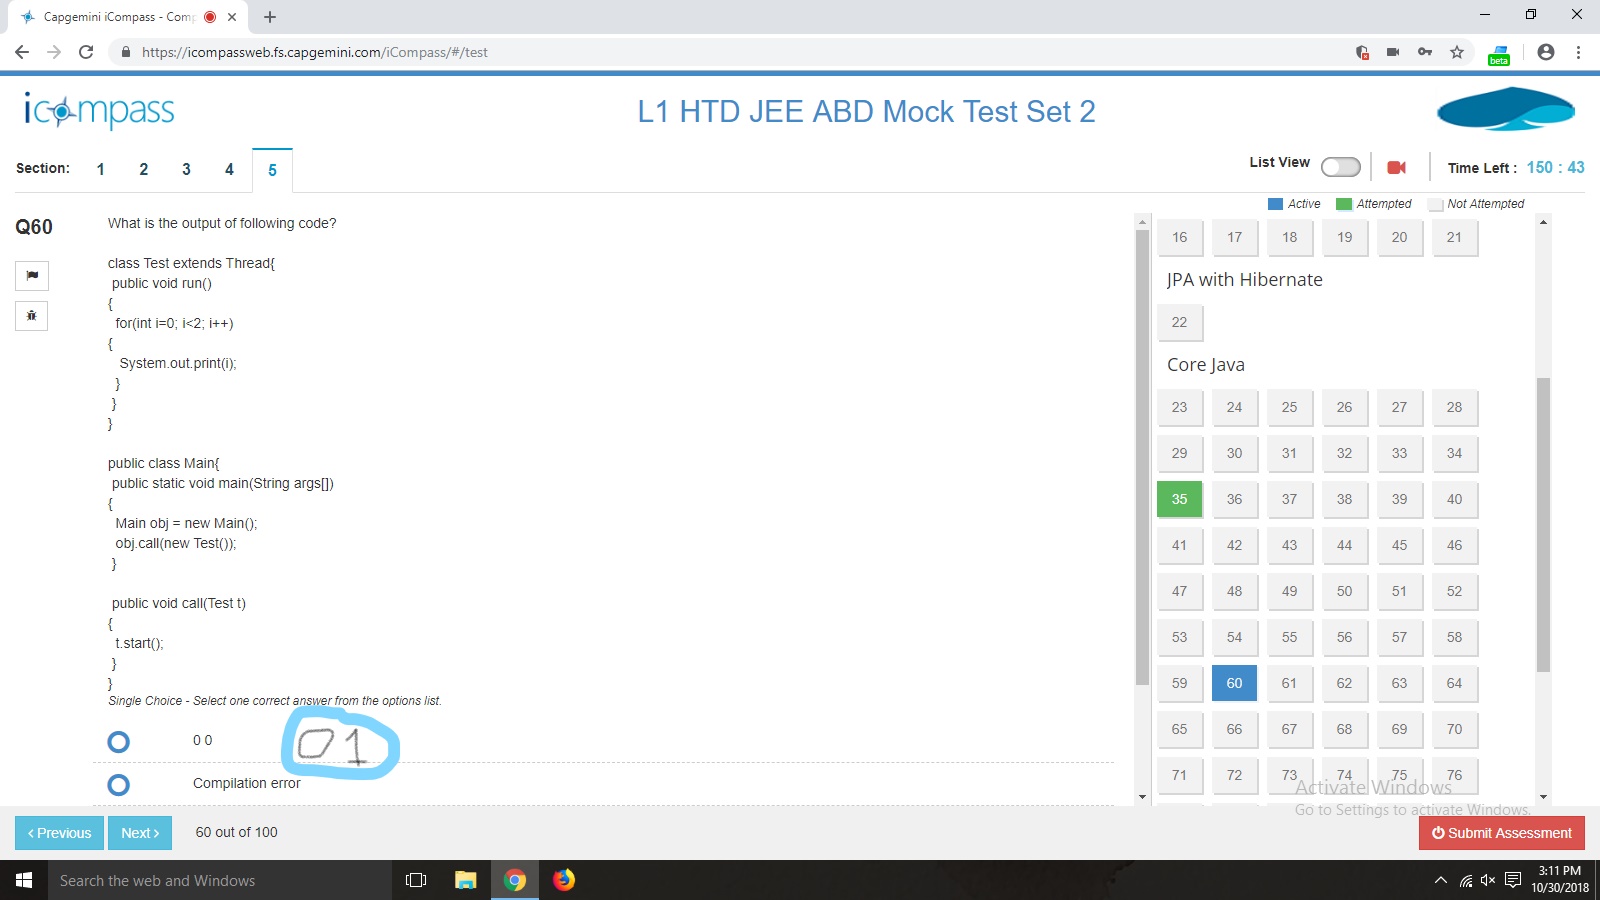 Capgemini iCompass - Comp
https://icompassweb.fs.capgemini.com/iCompass/#/test
beta
icompass
L1 HTD JEE ABD Mock Test Set 2
Section: 1 2 3 4 5
List View
Time Left : 150 : 43
Active Attempted Not Attempted
Q60
What is the output of following code?
class Test extends Thread{
public void run()
{
for(int i=0; i<2; i++)
{
System.out.print(i);
}
}
}
public class Main{
public static void main(String args[])
{
Main obj = new Main();
obj.call(new Test());
}
public void call(Test t)
{
t.start();
}
}
Single Choice - Select one correct answer from the options list.
0 0
01
Compilation error
16 17 18 19 20 21
JPA with Hibernate
22
Core Java
23 24 25 26 27 28
29 30 31 32 33 34
35 36 37 38 39 40
41 42 43 44 45 46
47 48 49 50 51 52
53 54 55 56 57 58
59 60 61 62 63 64
65 66 67 68 69 70
71 72 73 74 75 76
Activate Windows
Go to Settings to activate Windows.
< Previous
Next >
60 out of 100
Submit Assessment
Search the web and Windows
3:11 PM
10/30/2018